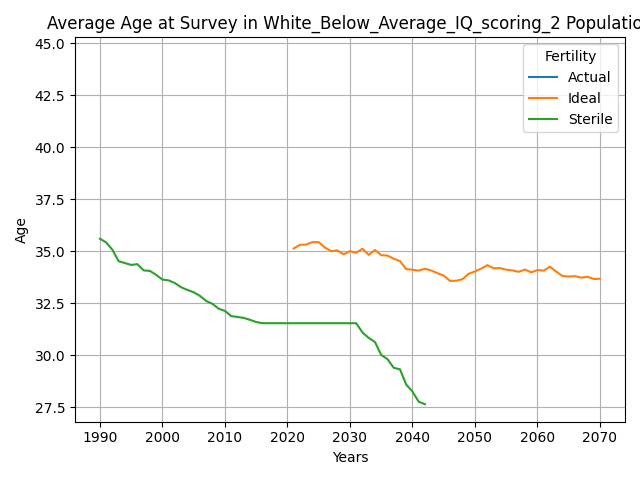 Average Age at Survey in White_Below_Average_IQ_scoring_2 Populatio
45.0
42.5
40.0
37.5
35.0
32.5
30.0
27.5
Age
Fertility
Actual
Ideal
Sterile
1990 2000 2010 2020 2030 2040 2050 2060 2070
Years